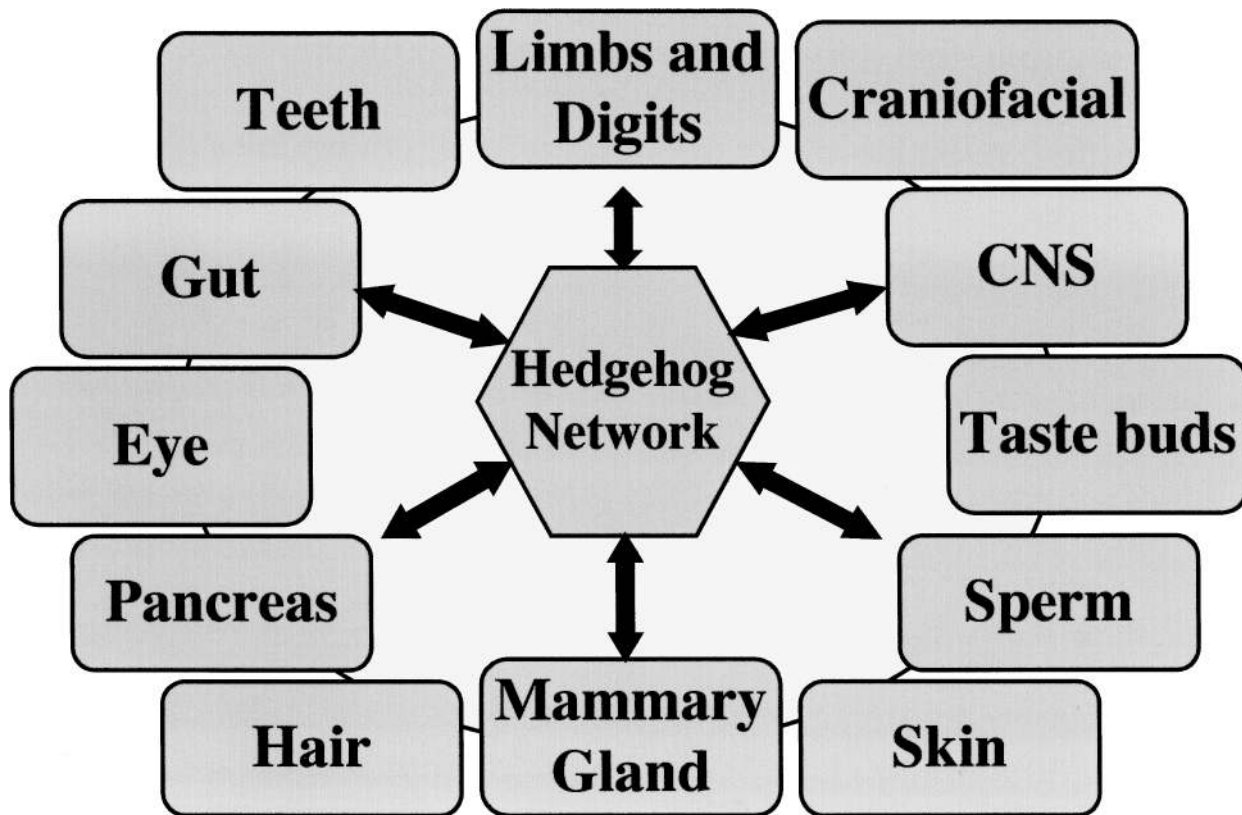 Limbs and
Digits
Teeth
Craniofacial
Gut
CNS
Hedgehog
Network
Eye
Taste buds
Pancreas
Sperm
Hair
Mammary
Gland
Skin